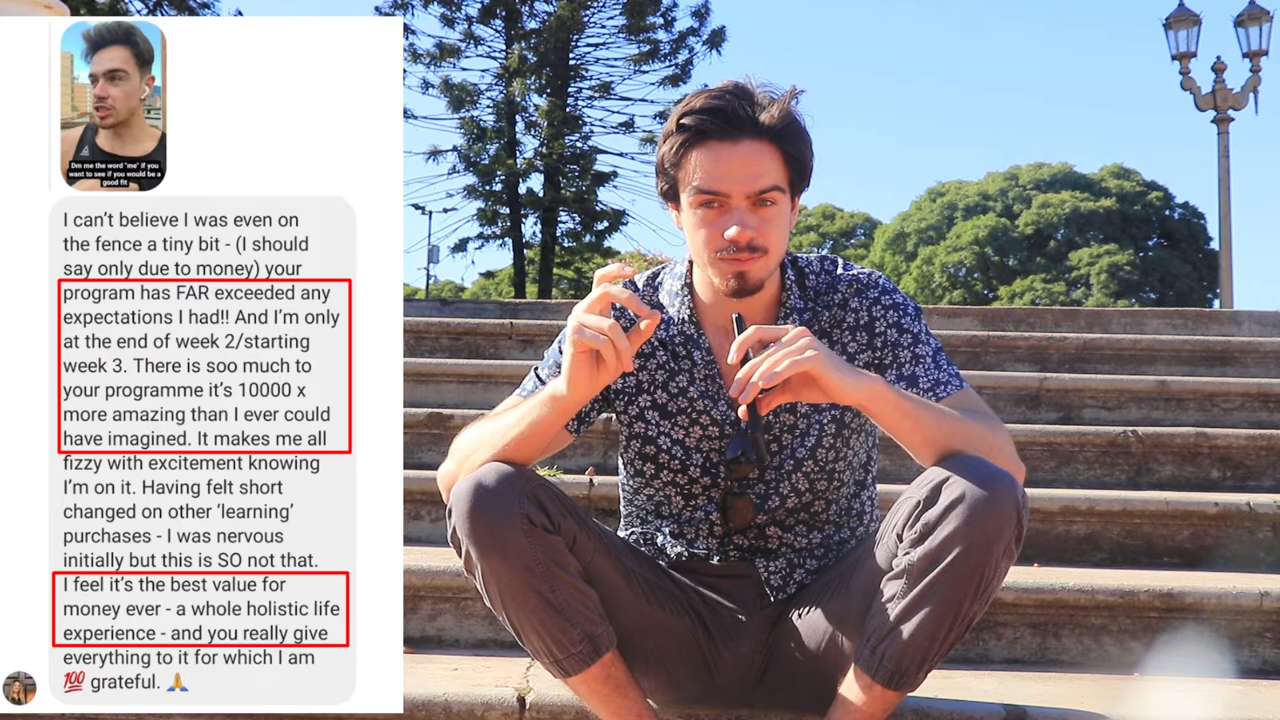 Dm me the word "me" if you
want to see if you would be a
good fit
I can't believe I was even on
the fence a tiny bit - (I should
say only due to money) your
program has FAR exceeded any
expectations I had!! And I'm only
at the end of week 2/starting
week 3. There is soo much to
your programme it's 10000 x
more amazing than I ever could
have imagined. It makes me all
fizzy with excitement knowing
I'm on it. Having felt short
changed on other 'learning'
purchases - I was nervous
initially but this is SO not that.
I feel it's the best value for
money ever - a whole holistic life
experience - and you really give
everything to it for which I am
💯 grateful. 🙏